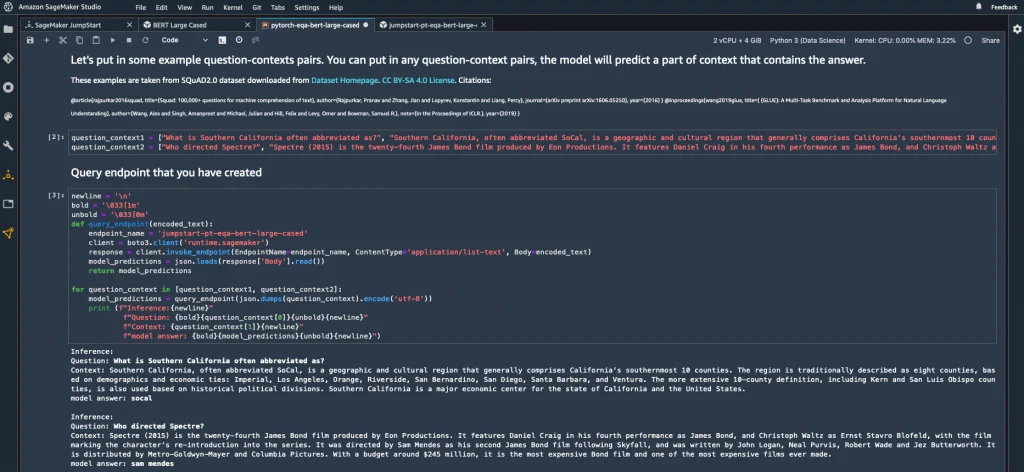 Amazon SageMaker Studio File Edit View Run Kernel Git Tabs Settings Help Feedback
SageMaker JumpStart BERT Large Cased pytorch-eqa-bert-large-cased jumpstart-pt-eqa-bert-large-
Code 2 vCPU + 4 GiB Python 3 (Data Science) Kernel: CPU: 0.00% MEM: 3.22% Share
Let's put in some example question-contexts pairs. You can put in any question-context pairs, the model will predict a part of context that contains the answer.
These examples are taken from SQuAD2.0 dataset downloaded from Dataset Homepage. CC BY-SA 4.0 License. Citations:
@article{rajpurkar2016squad, title={Squad: 100,000+ questions for machine comprehension of text}, author={Rajpurkar, Pranav and Zhang, Jian and Lopyrev, Konstantin and Liang, Percy}, journal={arXiv preprint arXiv:1606.05250}, year={2016} } @inproceedings{wang2019glue, title={ {GLUE}: A Multi-Task Benchmark and Analysis Platform for Natural Language
Understanding}, author={Wang, Alex and Singh, Amanpreet and Michael, Julian and Hill, Felix and Levy, Omer and Bowman, Samuel R.}, note={In the Proceedings of ICLR.}, year={2019} }
[2]: question_context1 = ["What is Southern California often abbreviated as?", "Southern California, often abbreviated SoCal, is a geographic and cultural region that generally comprises California's southernmost 10 coun
question_context2 = ["Who directed Spectre?", "Spectre (2015) is the twenty-fourth James Bond film produced by Eon Productions. It features Daniel Craig in his fourth performance as James Bond, and Christoph Waltz a
Query endpoint that you have created
[3]: newline = '\n'
bold = '\033[1m'
unbold = '\033[0m'
def query_endpoint(encoded_text):
endpoint_name = 'jumpstart-pt-eqa-bert-large-cased'
client = boto3.client('runtime.sagemaker')
response = client.invoke_endpoint(EndpointName=endpoint_name, ContentType='application/list-text', Body=encoded_text)
model_predictions = json.loads(response['Body'].read())
return model_predictions
for question_context in [question_context1, question_context2]:
model_predictions = query_endpoint(json.dumps(question_context).encode('utf-8'))
print (f"Inference:{newline}"
f"Question: {bold}{question_context[0]}{unbold}{newline}"
f"Context: {question_context[1]}{newline}"
f"model answer: {bold}{model_predictions}{unbold}{newline}")
Inference:
Question: What is Southern California often abbreviated as?
Context: Southern California, often abbreviated SoCal, is a geographic and cultural region that generally comprises California's southernmost 10 counties. The region is traditionally described as eight counties, bas
ed on demographics and economic ties: Imperial, Los Angeles, Orange, Riverside, San Bernardino, San Diego, Santa Barbara, and Ventura. The more extensive 10-county definition, including Kern and San Luis Obispo coun
ties, is also used based on historical political divisions. Southern California is a major economic center for the state of California and the United States.
model answer: socal
Inference:
Question: Who directed Spectre?
Context: Spectre (2015) is the twenty-fourth James Bond film produced by Eon Productions. It features Daniel Craig in his fourth performance as James Bond, and Christoph Waltz as Ernst Stavro Blofeld, with the film
marking the character's re-introduction into the series. It was directed by Sam Mendes as his second James Bond film following Skyfall, and was written by John Logan, Neal Purvis, Robert Wade and Jez Butterworth. It
is distributed by Metro-Goldwyn-Mayer and Columbia Pictures. With a budget around $245 million, it is the most expensive Bond film and one of the most expensive films ever made.
model answer: sam mendes